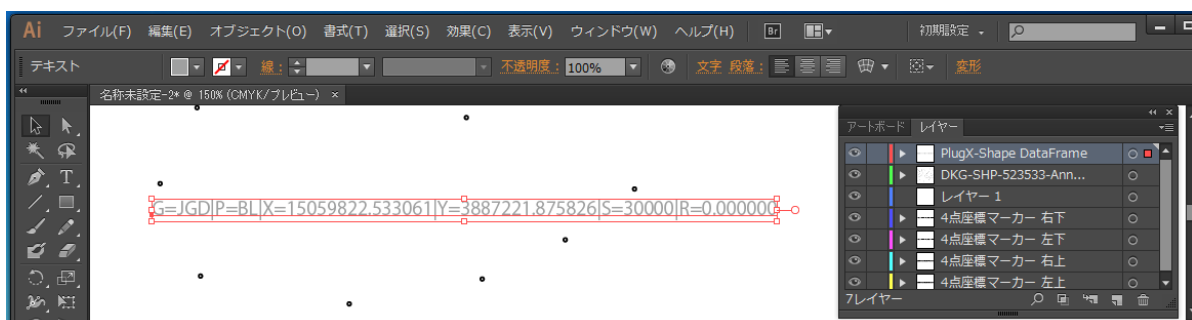 Ai ファイル(F) 編集(E) オブジェクト(O) 書式(T) 選択(S) 効果(C) 表示(V) ウィンドウ(W) ヘルプ(H) Br 初期設定
テキスト 線： 不透明度： 100% 文字 段落： 変形
名称未設定-2* @ 150% (CMYK/プレビュー) ×
アートボード レイヤー
PlugX-Shape DataFrame
DKG-SHP-523533-Ann...
レイヤー 1
4点座標マーカー 右下
4点座標マーカー 左下
4点座標マーカー 右上
4点座標マーカー 左上
7レイヤー
G=JGD|P=BL|X=15059822.533061|Y=3887221.875826|S=30000|R=0.000000